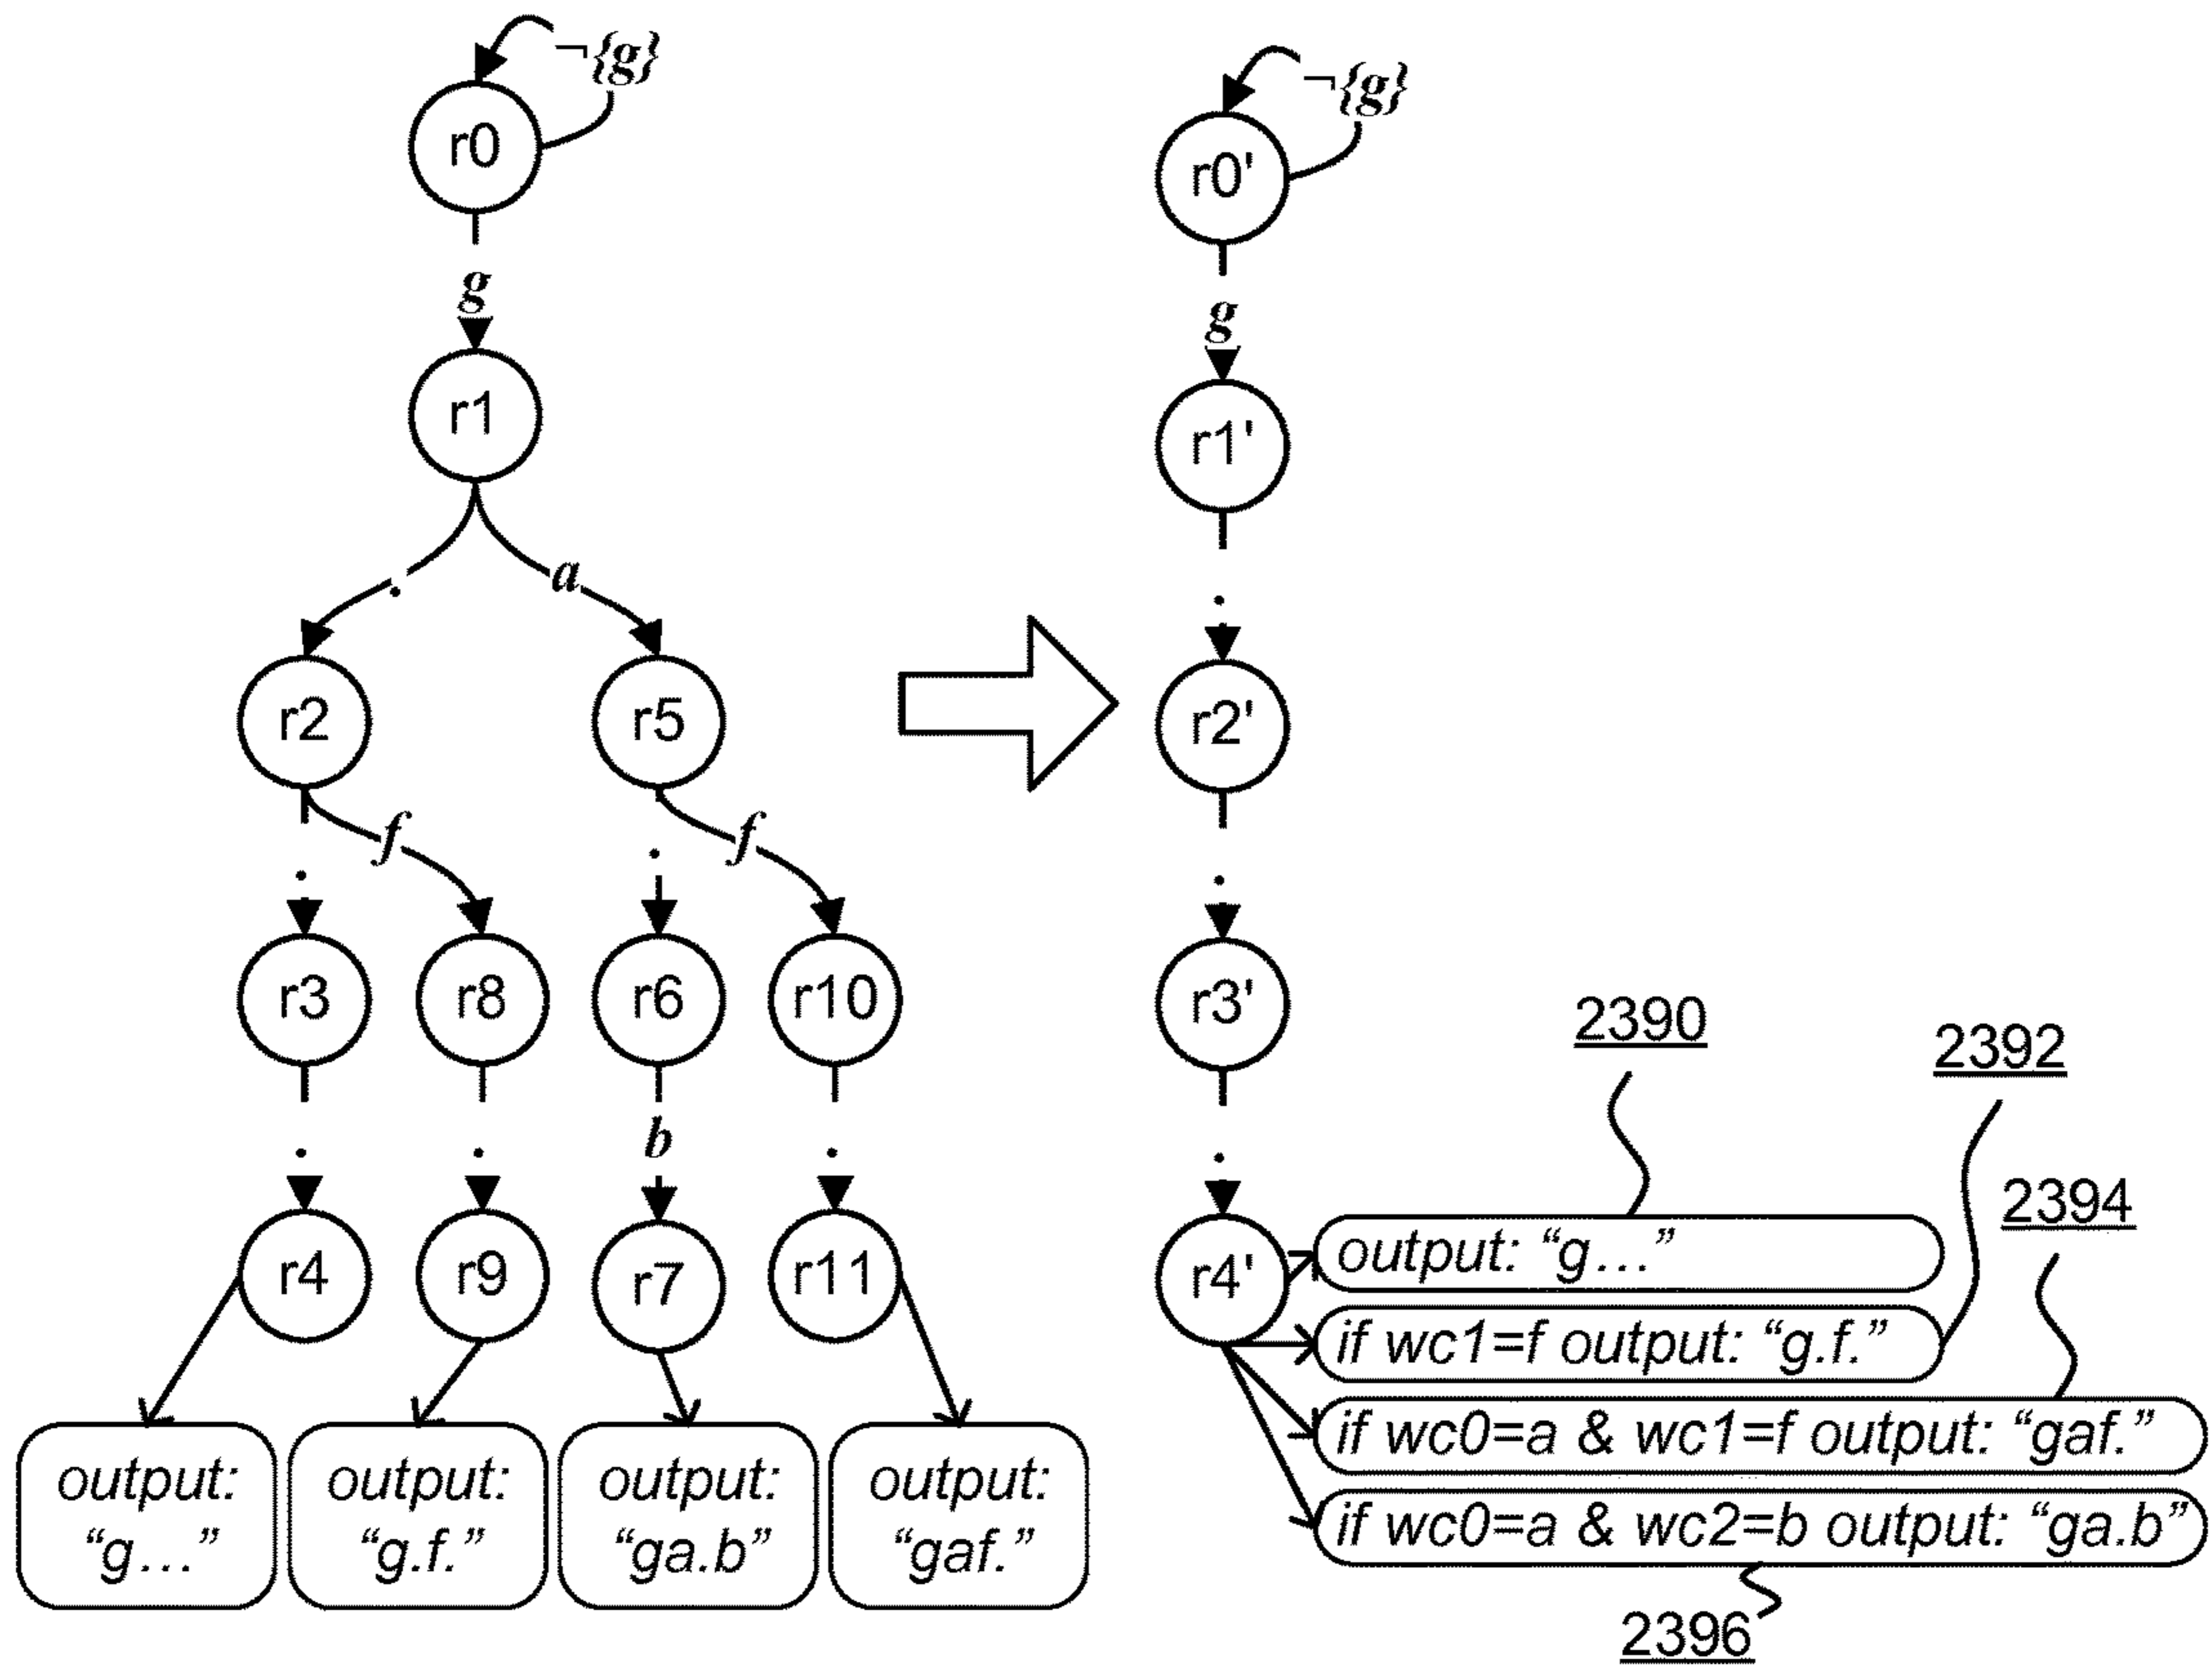 ¬{g}
r0
g
r1
.
a
r2
r5
.
f
.
f
r3
r8
r6
r10
.
.
b
.
r4
r9
r7
r11
output:
“g...”
output:
“g.f.”
output:
“ga.b”
output:
“gaf.”
¬{g}
r0'
g
r1'
.
r2'
.
r3'
.
r4'
2390
2392
2394
output: “g...”
if wc1=f output: “g.f.”
if wc0=a & wc1=f output: “gaf.”
if wc0=a & wc2=b output: “ga.b”
2396